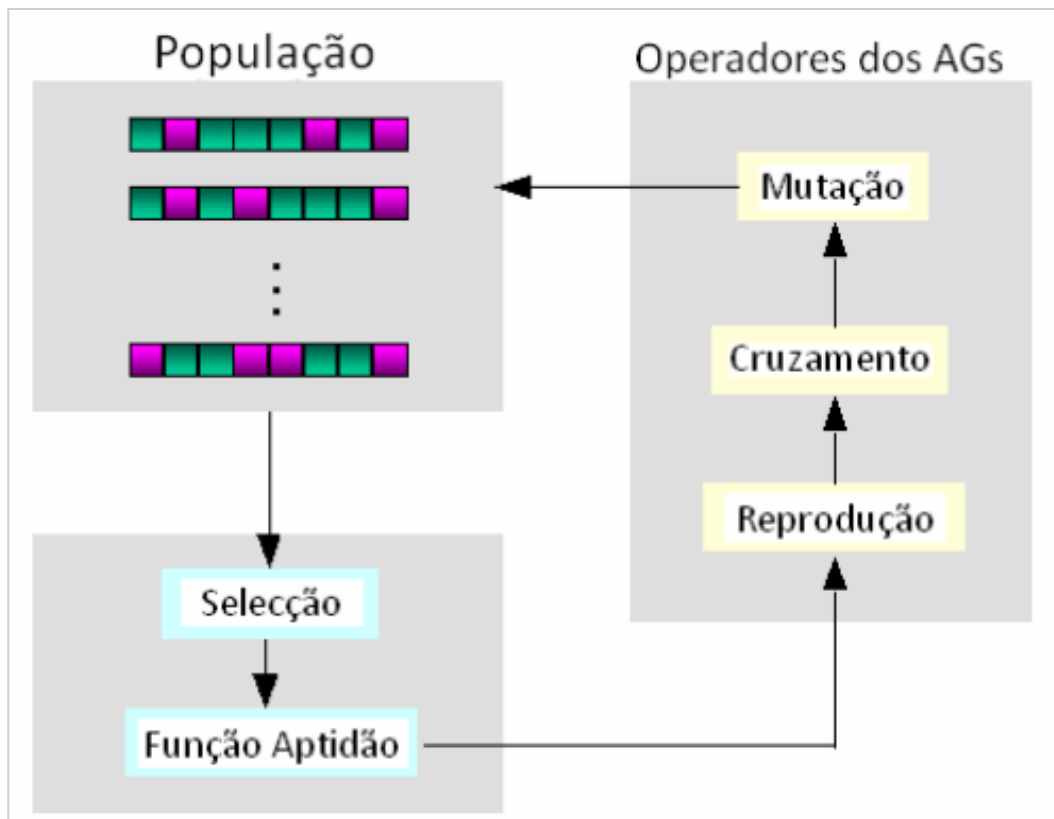 População
Operadores dos AGs
Mutação
Cruzamento
Reprodução
Selecção
Função Aptidão